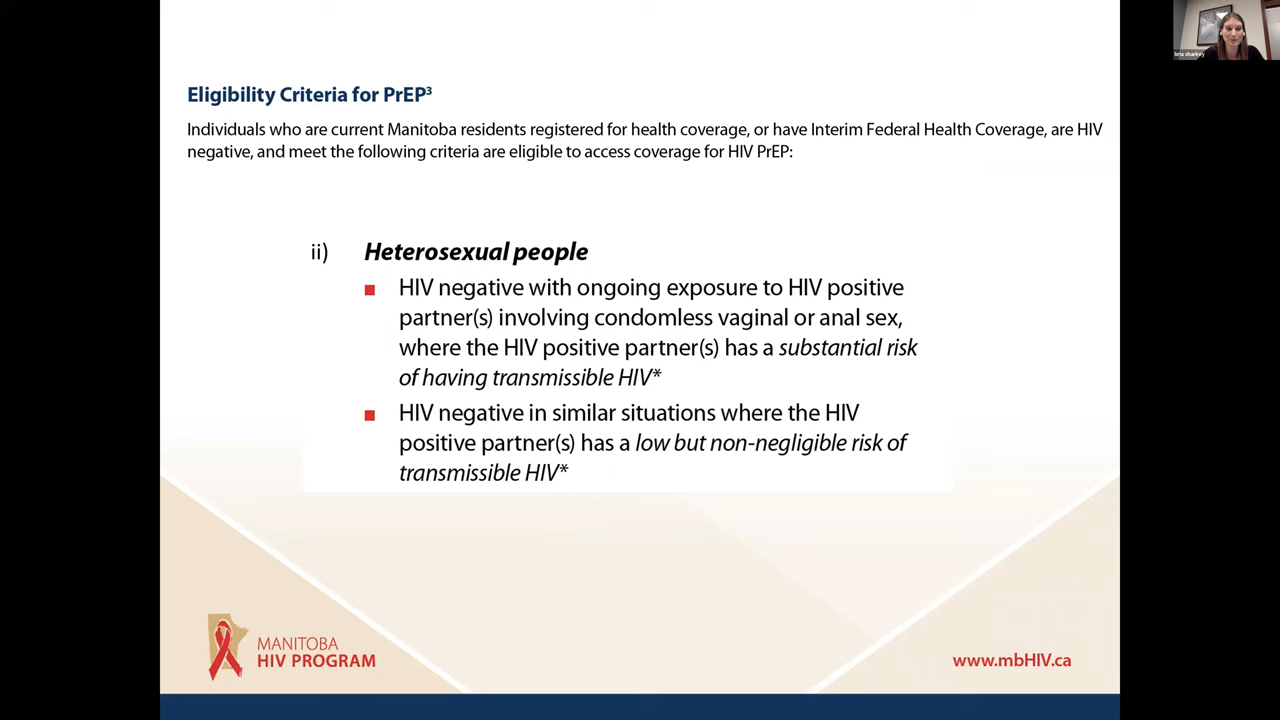 Eligibility Criteria for PrEP³
Individuals who are current Manitoba residents registered for health coverage, or have Interim Federal Health Coverage, are HIV
negative, and meet the following criteria are eligible to access coverage for HIV PrEP:
ii) Heterosexual people
■ HIV negative with ongoing exposure to HIV positive
partner(s) involving condomless vaginal or anal sex,
where the HIV positive partner(s) has a substantial risk
of having transmissible HIV*
■ HIV negative in similar situations where the HIV
positive partner(s) has a low but non-negligible risk of
transmissible HIV*
MANITOBA
HIV PROGRAM
www.mbHIV.ca
bria sharkey